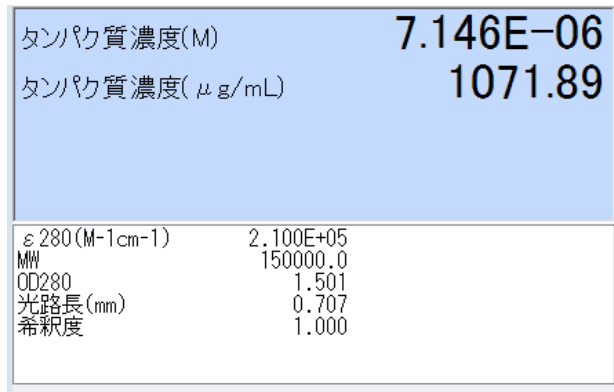 タンパク質濃度(M) 7.146E-06
タンパク質濃度(μg/mL) 1071.89
ε280(M-1cm-1) 2.100E+05
MW 150000.0
OD280 1.501
光路長(mm) 0.707
希釈度 1.000